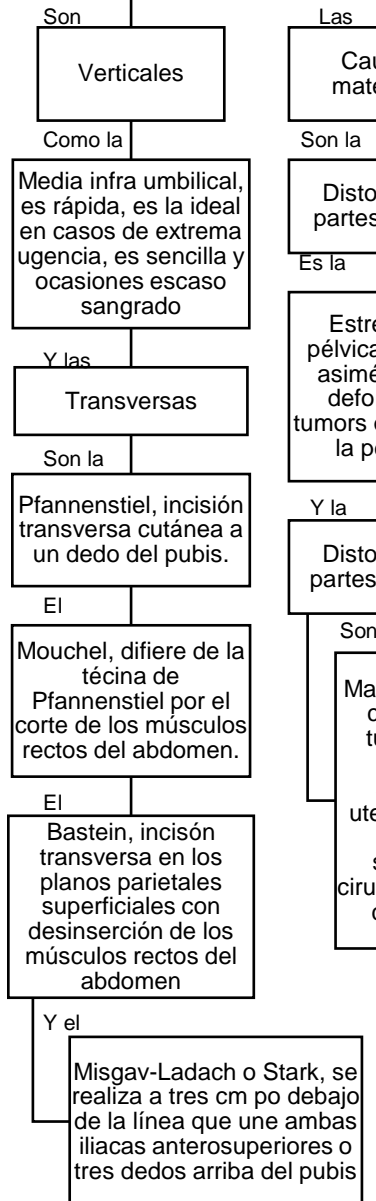 Son
Verticales
Como la
Media infra umbilical,
es rápida, es la ideal
en casos de extrema
ugencia, es sencilla y
ocasiones escaso
sangrado
Y las
Transversas
Son la
Pfannenstiel, incisión
transversa cutánea a
un dedo del pubis.
El
Mouchel, difiere de la
técina de
Pfannenstiel por el
corte de los músculos
rectos del abdomen.
El
Bastein, incisón
transversa en los
planos parietales
superficiales con
desinserción de los
músculos rectos del
abdomen
Y el
Misgav-Ladach o Stark, se
realiza a tres cm po debajo
de la línea que une ambas
iliacas anterosuperiores o
tres dedos arriba del pubis
Las
Son la
partes
Es la
tumors
la
Y la
partes
Son